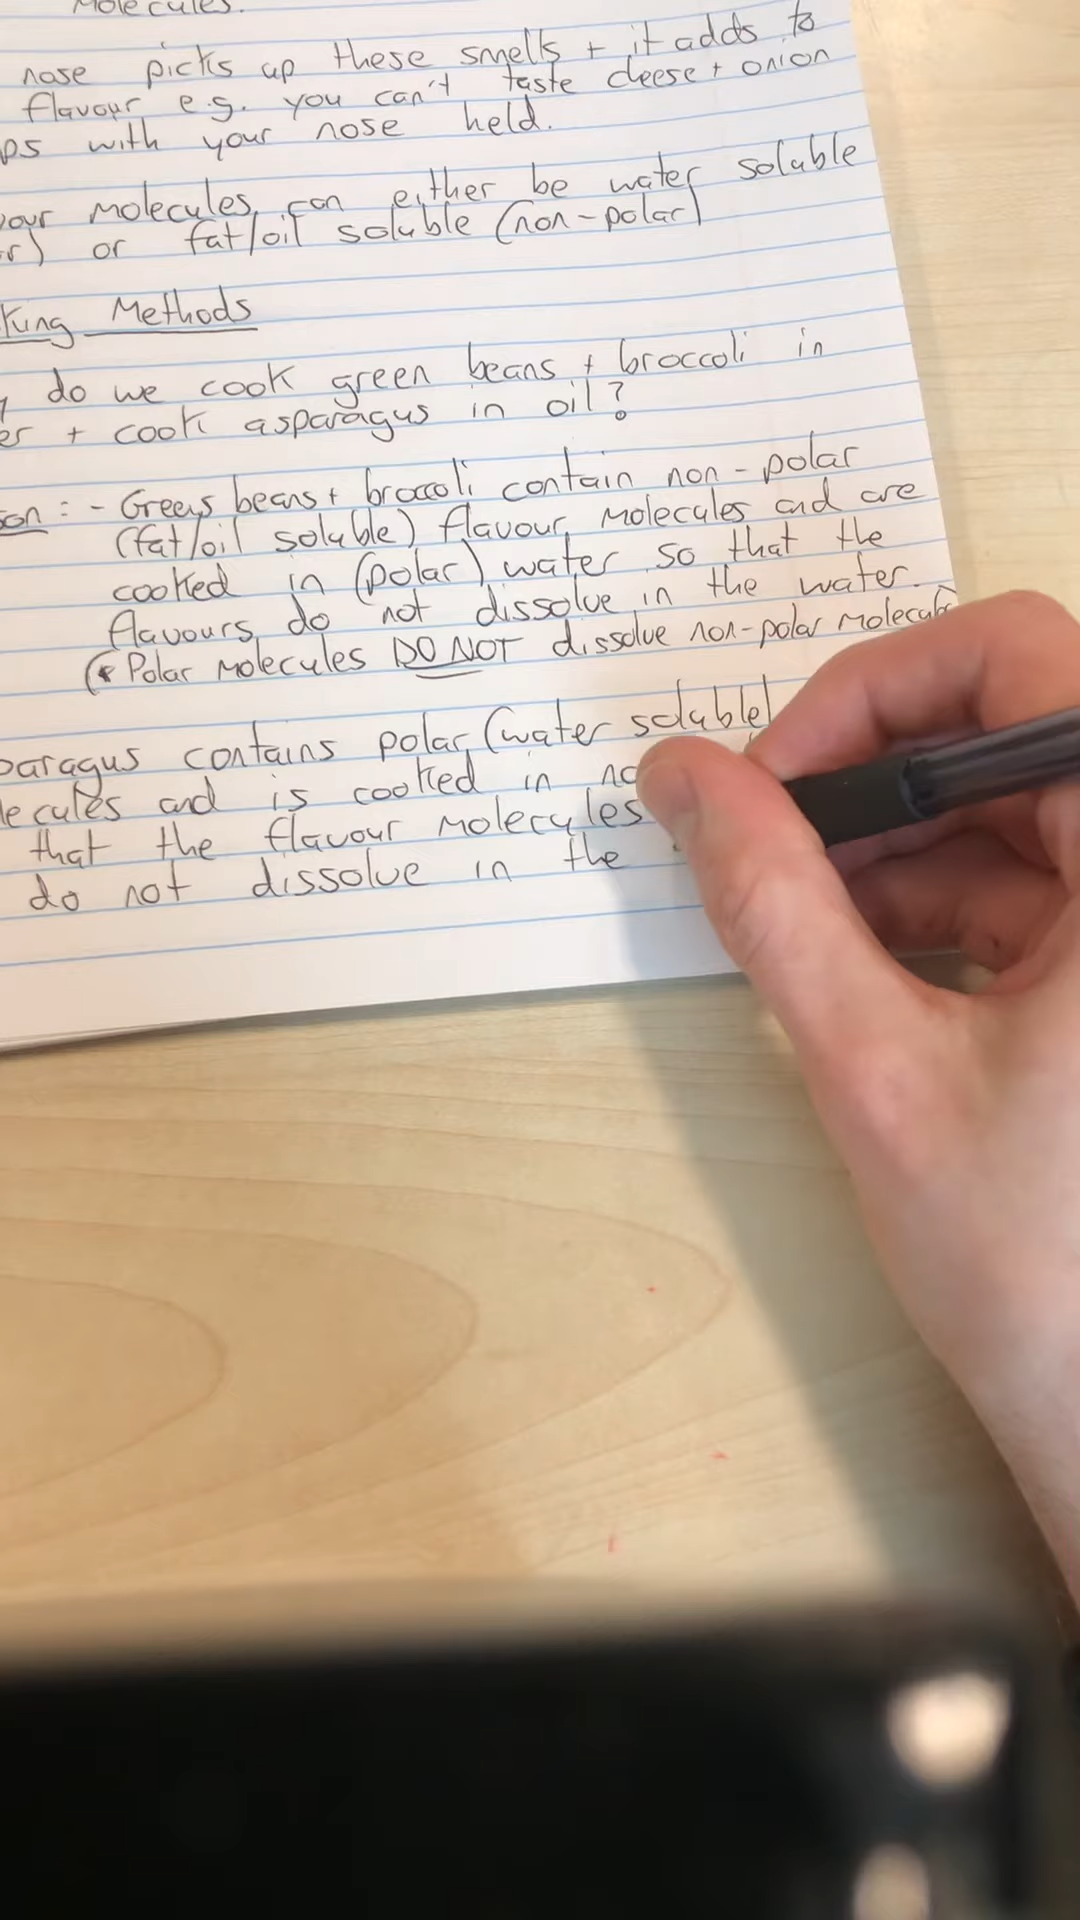 Molecules.
nose picks up these smells + it adds to
flavour e.g. you can't taste cheese + onion
ps with your nose held.
our molecules can either be water soluble
r) or fat/oil soluble (non-polar)
king Methods
do we cook green beans + broccoli in
er + cook asparagus in oil?
son : - Greens beans + broccoli contain non-polar
(fat/oil soluble) flavour molecules and are
cooked in (polar) water so that the
flavours do not dissolve in the water.
(* Polar molecules DO NOT dissolve non-polar molecules
paragus contains polar (water soluble)
lecules and is cooked in no
that the flavour molecules
do not dissolve in the